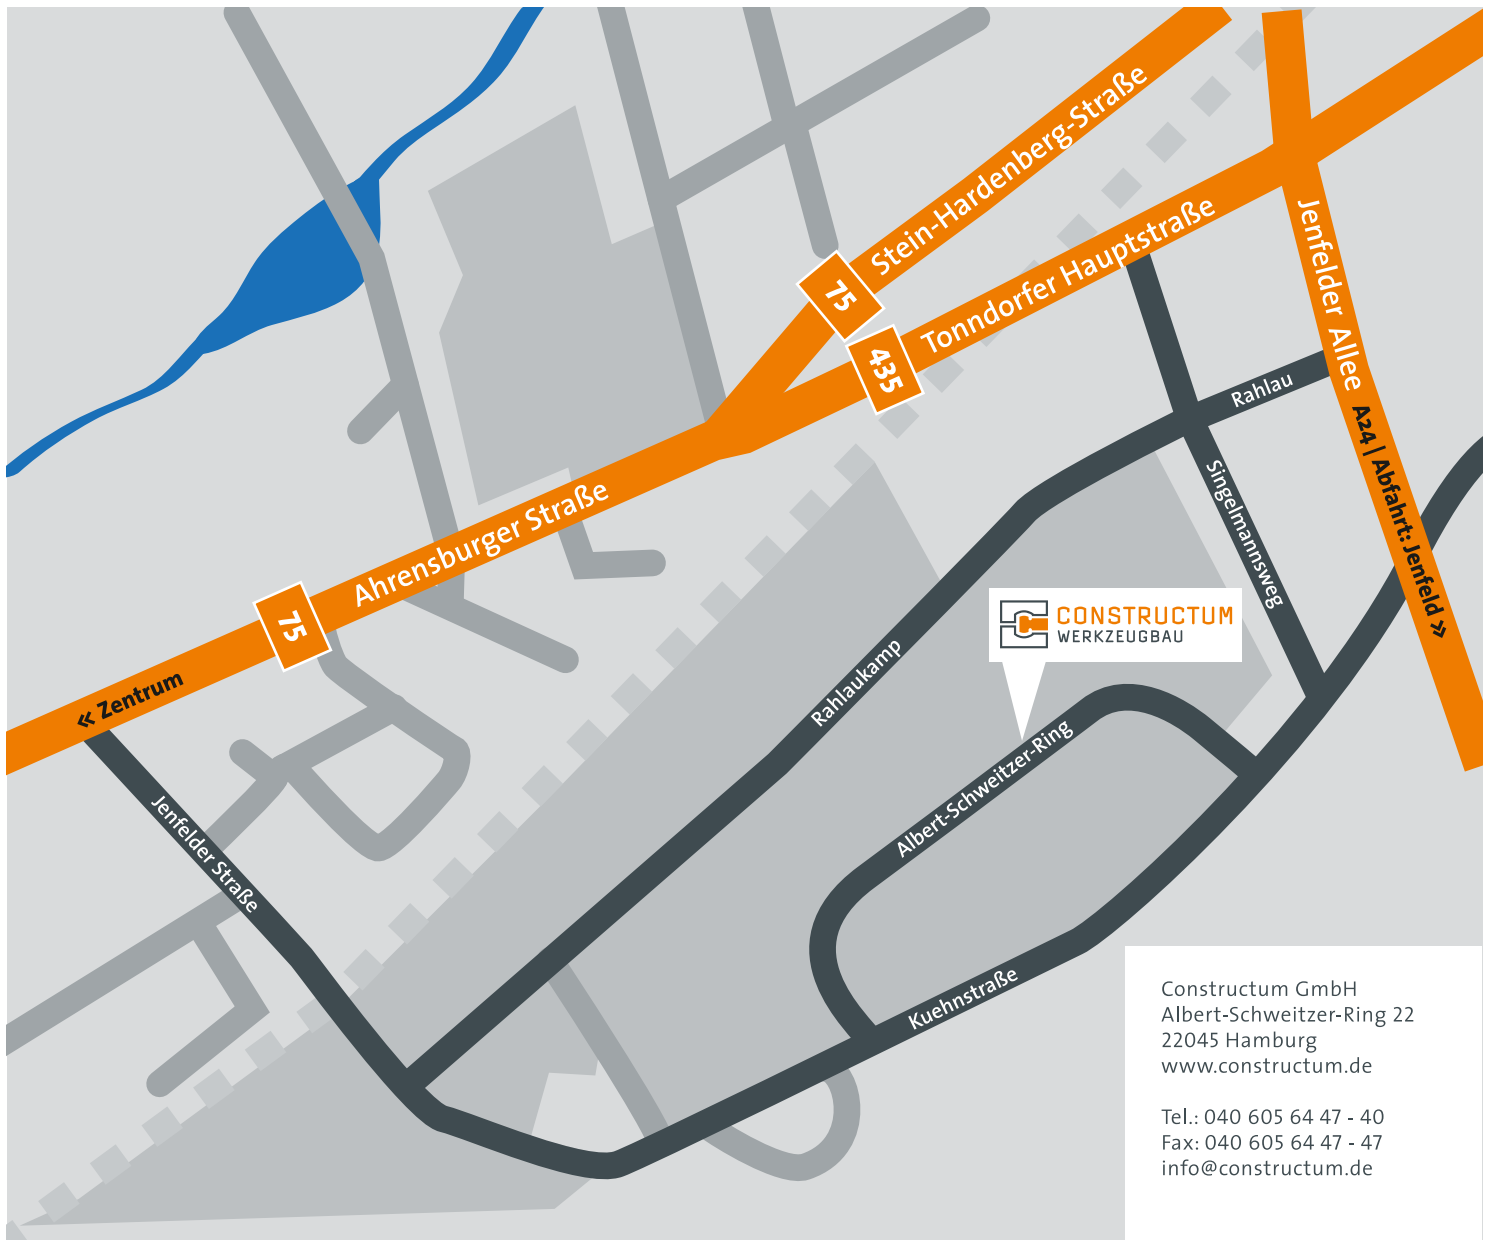 Stein-Hardenberg-Straße
75
Tonndorfer Hauptstraße
435
Jenfelder Allee
A24 | Abfahrt: Jenfeld »
Rahlau
Singelmannsweg
Ahrensburger Straße
75
« Zentrum
CONSTRUCTUM
WERKZEUGBAU
Rahlaukamp
Albert-Schweitzer-Ring
Jenfelder Straße
Kuehnstraße
Constructum GmbH
Albert-Schweitzer-Ring 22
22045 Hamburg
www.constructum.de
Tel.: 040 605 64 47 - 40
Fax: 040 605 64 47 - 47
info@constructum.de